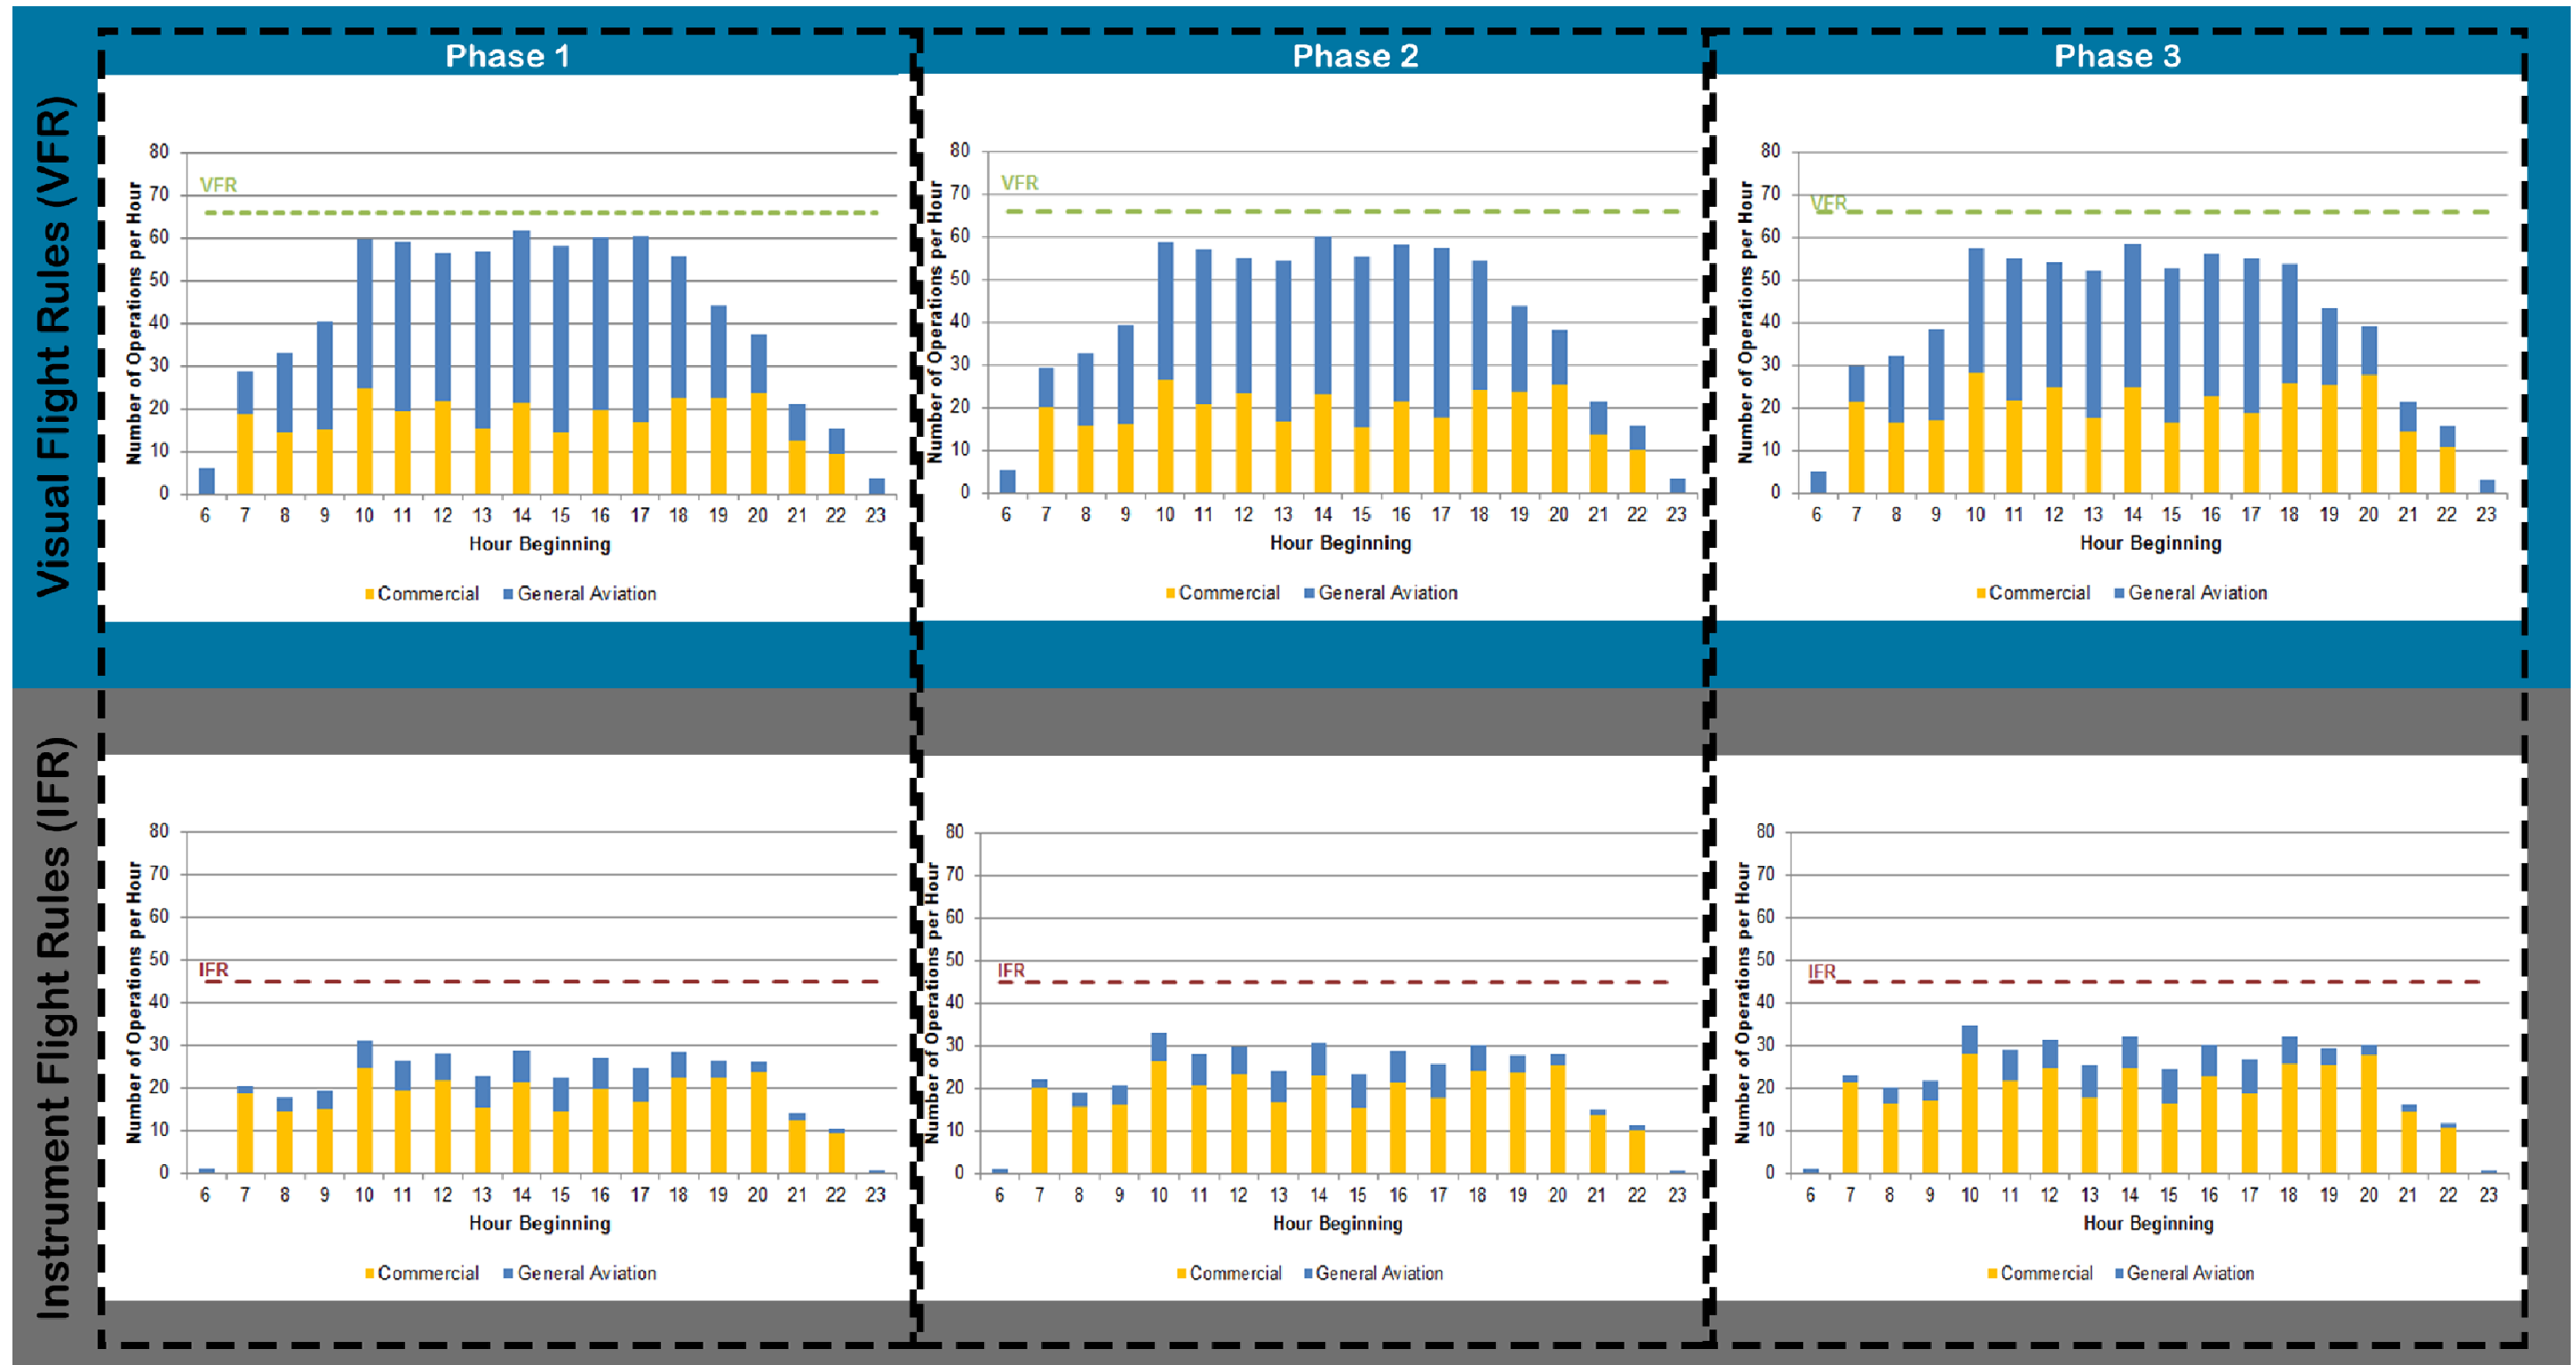 Phase 1
Phase 2
Phase 3
Visual Flight Rules (VFR)
Number of Operations per Hour
80
70
60
50
40
30
20
10
0
VFR
6 7 8 9 10 11 12 13 14 15 16 17 18 19 20 21 22 23
Hour Beginning
Commercial General Aviation
Number of Operations per Hour
80
70
60
50
40
30
20
10
0
VFR
6 7 8 9 10 11 12 13 14 15 16 17 18 19 20 21 22 23
Hour Beginning
Commercial General Aviation
Number of Operations per Hour
80
70
60
50
40
30
20
10
0
VFR
6 7 8 9 10 11 12 13 14 15 16 17 18 19 20 21 22 23
Hour Beginning
Commercial General Aviation
Instrument Flight Rules (IFR)
Number of Operations per Hour
80
70
60
50
40
30
20
10
0
IFR
6 7 8 9 10 11 12 13 14 15 16 17 18 19 20 21 22 23
Hour Beginning
Commercial General Aviation
Number of Operations per Hour
80
70
60
50
40
30
20
10
0
IFR
6 7 8 9 10 11 12 13 14 15 16 17 18 19 20 21 22 23
Hour Beginning
Commercial General Aviation
Number of Operations per Hour
80
70
60
50
40
30
20
10
0
IFR
6 7 8 9 10 11 12 13 14 15 16 17 18 19 20 21 22 23
Hour Beginning
Commercial General Aviation